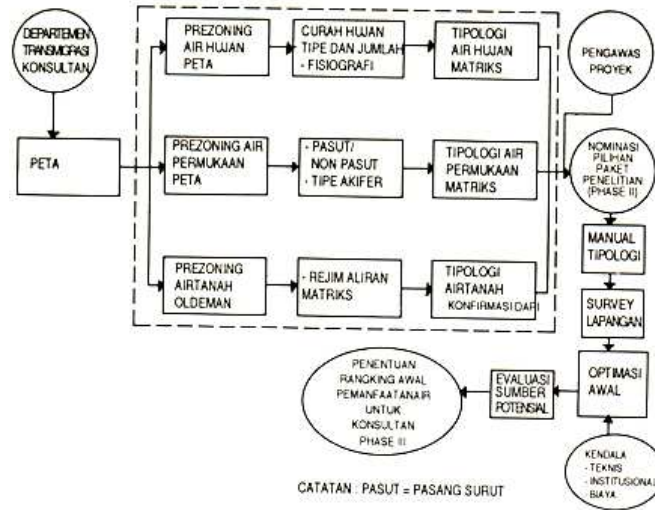 DEPARTEMEN
TRANSMIGRASI
KONSULTAN
PETA
PREZONING
AIR HUJAN
PETA
CURAH HUJAN
TIPE DAN JUMLAH
- FISIOGRAFI
TIPOLOGI
AIR HUJAN
MATRIKS
PREZONING AIR
PERMUKAAN
PETA
- PASUT/
NON PASUT
- TIPE AKIFER
TIPOLOGI AIR
PERMUKAAN
MATRIKS
PREZONING
AIRTANAH
OLDEMAN
- REJIM ALIRAN
MATRIKS
TIPOLOGI
AIRTANAH
KONFIRMASI DARI
PENGAWAS
PROYEK
NOMINASI
PILIHAN
PAKET
PENELITIAN
(PHASE II)
MANUAL
TIPOLOGI
SURVEY
LAPANGAN
OPTIMASI
AWAL
EVALUASI
SUMBER
POTENSIAL
PENENTUAN
RANGKING AWAL
PEMANFAATANAIR
UNTUK
KONSULTAN
PHASE III
KENDALA
- TEKNIS
- INSTITUSIONAL
BIAYA
CATATAN : PASUT = PASANG SURUT